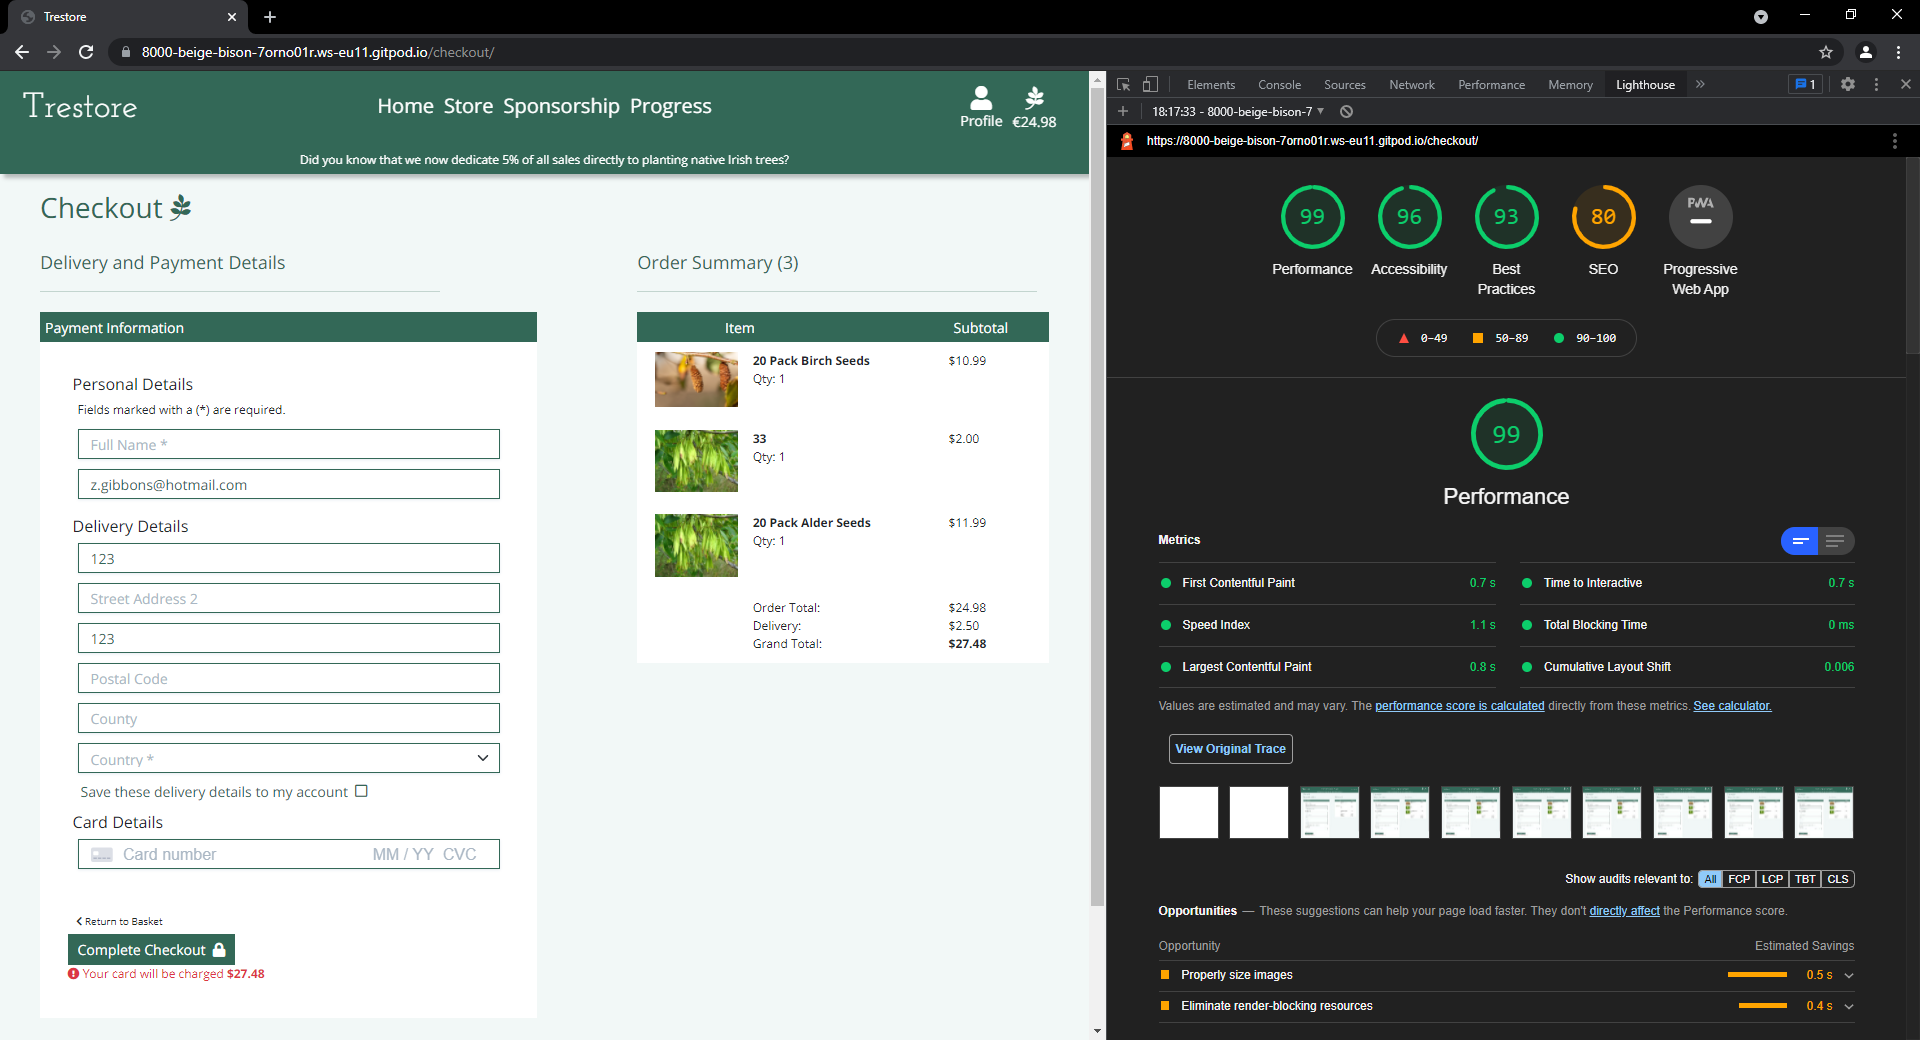 Trestore
8000-beige-bison-7orno01r.ws-eu11.gitpod.io/checkout/
Trestore
Home Store Sponsorship Progress
Profile €24.98
Did you know that we now dedicate 5% of all sales directly to planting native Irish trees?
Checkout
Delivery and Payment Details
Payment Information
Personal Details
Fields marked with a (*) are required.
Full Name *
z.gibbons@hotmail.com
Delivery Details
123
Street Address 2
123
Postal Code
County
Country *
Save these delivery details to my account
Card Details
Card number MM / YY CVC
Return to Basket
Complete Checkout
Your card will be charged $27.48
Order Summary (3)
Item Subtotal
20 Pack Birch Seeds $10.99
Qty: 1
33 $2.00
Qty: 1
20 Pack Alder Seeds $11.99
Qty: 1
Order Total: $24.98
Delivery: $2.50
Grand Total: $27.48
Elements Console Sources Network Performance Memory Lighthouse 1
18:17:33 - 8000-beige-bison-7
https://8000-beige-bison-7orno01r.ws-eu11.gitpod.io/checkout/
99 96 93 80 PWA
Performance Accessibility Best Practices SEO Progressive Web App
0–49 50–89 90–100
99
Performance
Metrics
First Contentful Paint 0.7 s
Time to Interactive 0.7 s
Speed Index 1.1 s
Total Blocking Time 0 ms
Largest Contentful Paint 0.8 s
Cumulative Layout Shift 0.006
Values are estimated and may vary. The performance score is calculated directly from these metrics. See calculator.
View Original Trace
Show audits relevant to: All FCP LCP TBT CLS
Opportunities — These suggestions can help your page load faster. They don't directly affect the Performance score.
Opportunity Estimated Savings
Properly size images 0.5 s
Eliminate render-blocking resources 0.4 s